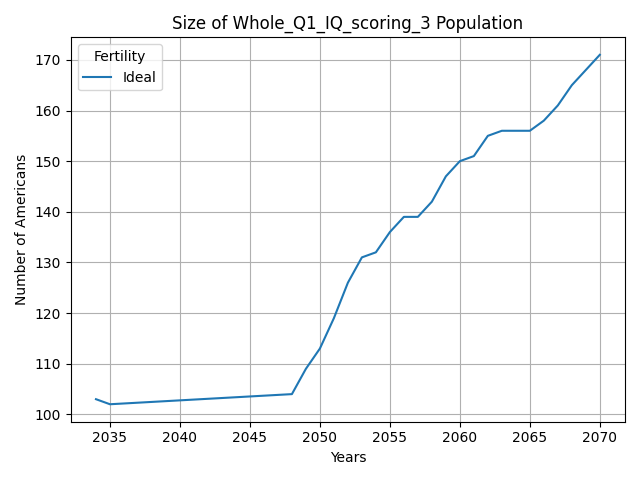 Size of Whole_Q1_IQ_scoring_3 Population
Fertility
Ideal
Number of Americans
170
160
150
140
130
120
110
100
2035 2040 2045 2050 2055 2060 2065 2070
Years